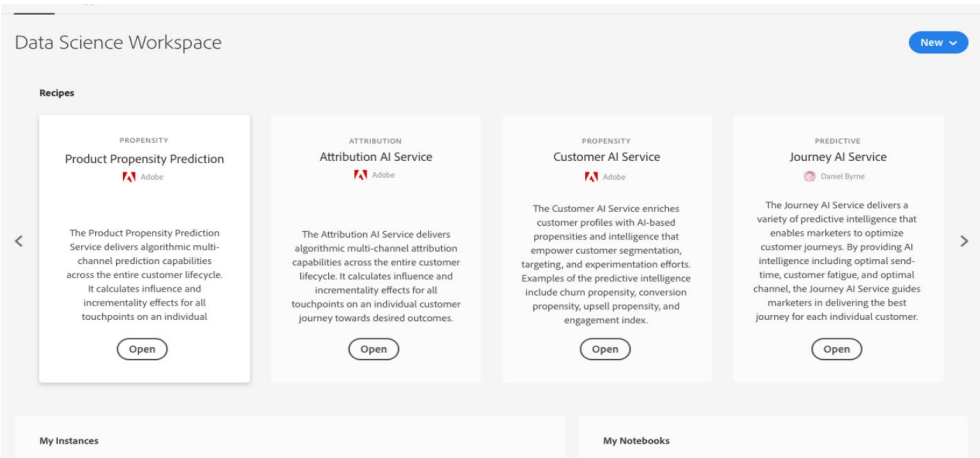 Data Science Workspace
New
Recipes
PROPENSITY
Product Propensity Prediction
Adobe
The Product Propensity Prediction
Service delivers algorithmic multi-
channel prediction capabilities
across the entire customer lifecycle.
It calculates influence and
incrementality effects for all
touchpoints on an individual
Open
ATTRIBUTION
Attribution AI Service
Adobe
The Attribution AI Service delivers
algorithmic multi-channel attribution
capabilities across the entire customer
lifecycle. It calculates influence and
incrementality effects for all
touchpoints on an individual customer
journey towards desired outcomes.
Open
PROPENSITY
Customer AI Service
Adobe
The Customer AI Service enriches
customer profiles with AI-based
propensities and intelligence that
empower customer segmentation,
targeting, and experimentation efforts.
Examples of the predictive intelligence
include churn propensity, conversion
propensity, upsell propensity, and
engagement index.
Open
PREDICTIVE
Journey AI Service
Daniel Byrne
The Journey AI Service delivers a
variety of predictive intelligence that
enables marketers to optimize
customer journeys. By providing AI
intelligence including optimal send-
time, customer fatigue, and optimal
channel, the Journey AI Service guides
marketers in delivering the best
journey for each individual customer.
Open
My Instances
My Notebooks